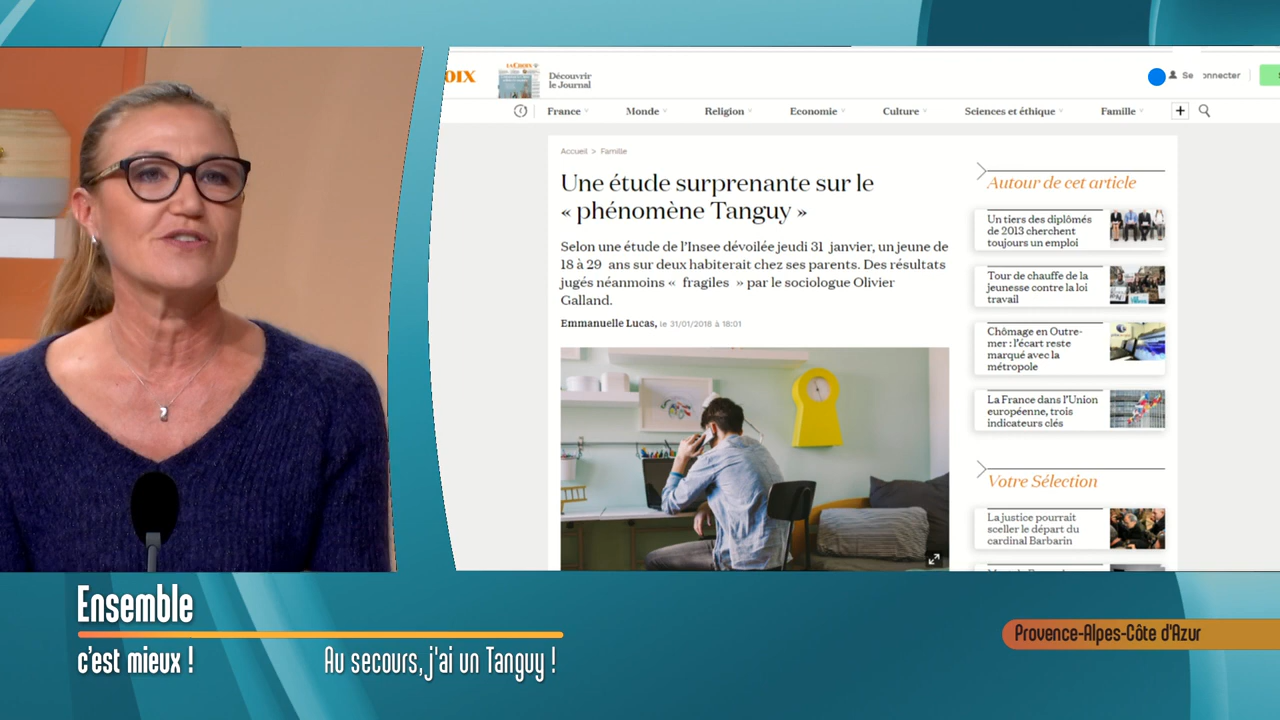 OIX
LA CROIX
Découvrir
le Journal
Se onnecter
France
Monde
Religion
Economie
Culture
Sciences et éthique
Famille
Accueil > Famille
Une étude surprenante sur le
« phénomène Tanguy »
Selon une étude de l'Insee dévoilée jeudi 31 janvier, un jeune de
18 à 29 ans sur deux habiterait chez ses parents. Des résultats
jugés néanmoins « fragiles » par le sociologue Olivier
Galland.
Emmanuelle Lucas, le 31/01/2018 à 18:01
Autour de cet article
Un tiers des diplômés
de 2013 cherchent
toujours un emploi
Tour de chauffe de la
jeunesse contre la loi
travail
Chômage en Outre-
mer : l'écart reste
marqué avec la
métropole
La France dans l'Union
européenne, trois
indicateurs clés
Votre Sélection
La justice pourrait
sceller le départ du
cardinal Barbarin
Ensemble
c'est mieux !
Au secours, j'ai un Tanguy !
Provence-Alpes-Côte d'Azur